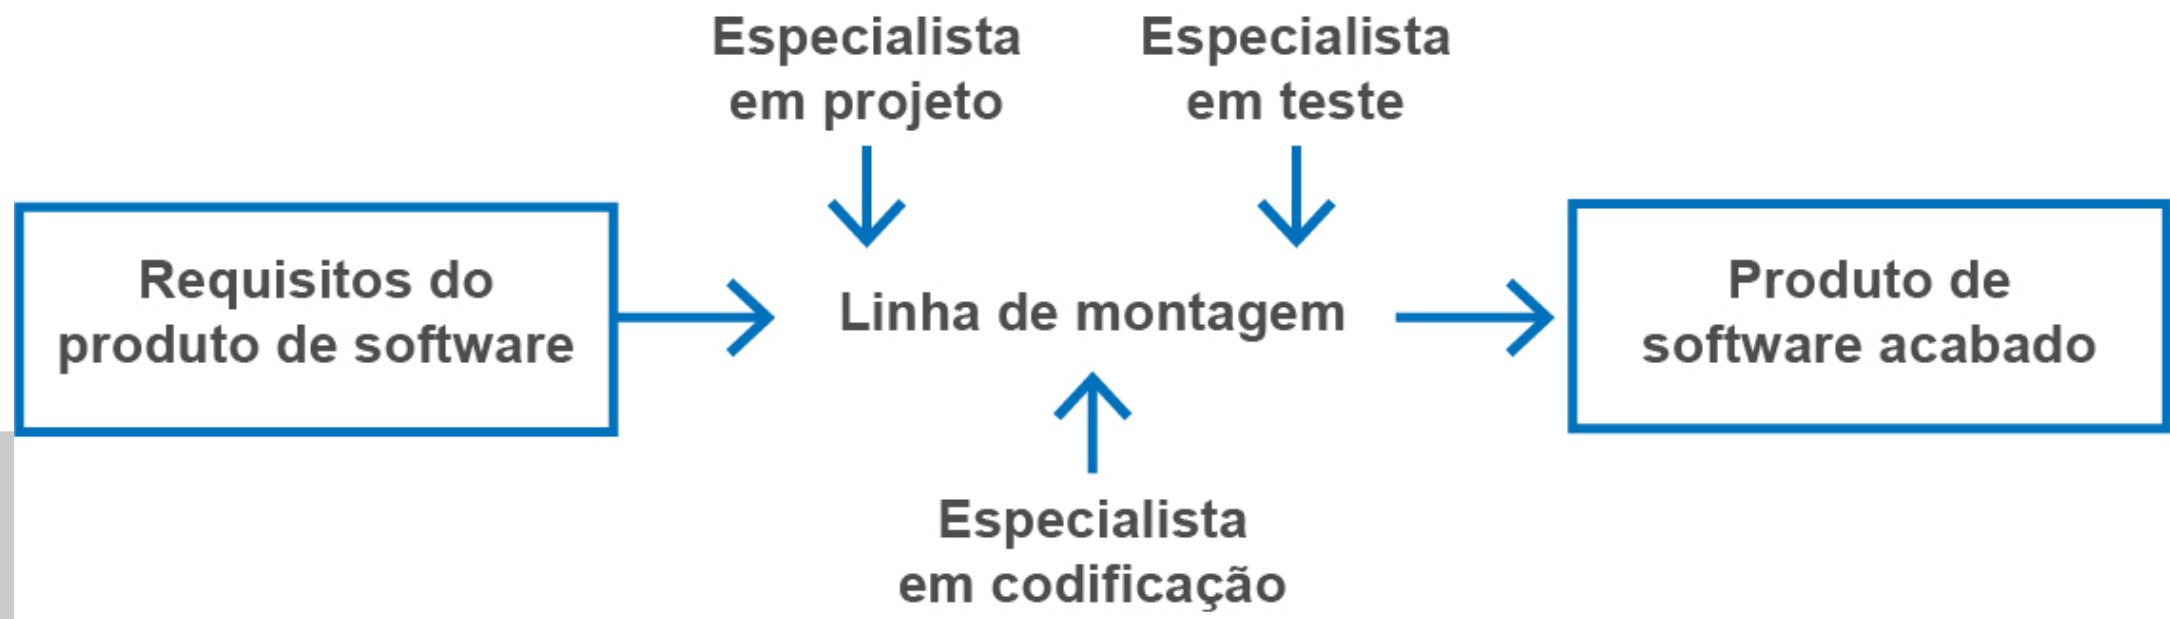 Especialista
em projeto
Especialista
em teste
Requisitos do
produto de software
Linha de montagem
Produto de
software acabado
Especialista
em codificação